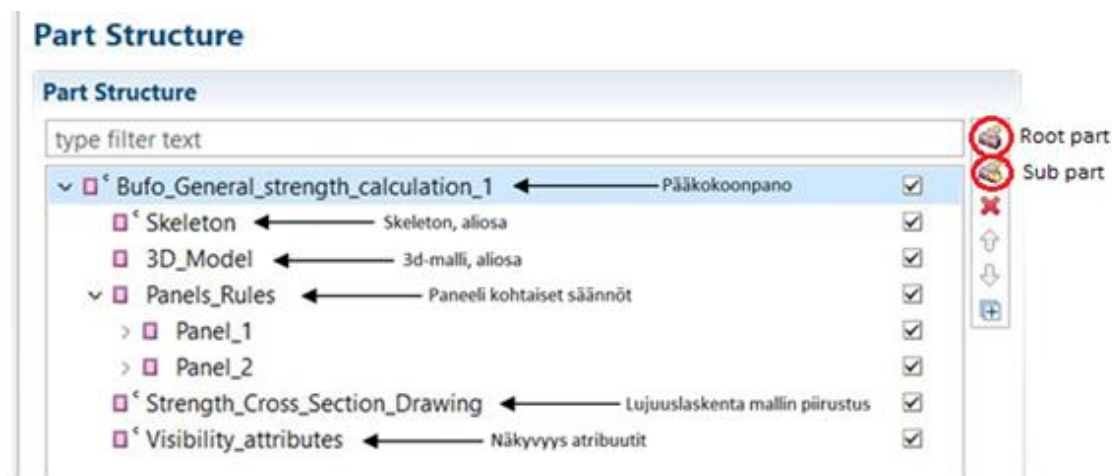 Part Structure
Part Structure
type filter text
Root part
Bufo_General_strength_calculation_1 Pääkokoonpano
Sub part
Skeleton Skeleton, aliosa
3D_Model 3d-malli, aliosa
Panels_Rules Paneeli kohtaiset säännöt
Panel_1
Panel_2
Strength_Cross_Section_Drawing Lujuuslaskenta mallin piirustus
Visibility_attributes Näkyvyys atribuutit